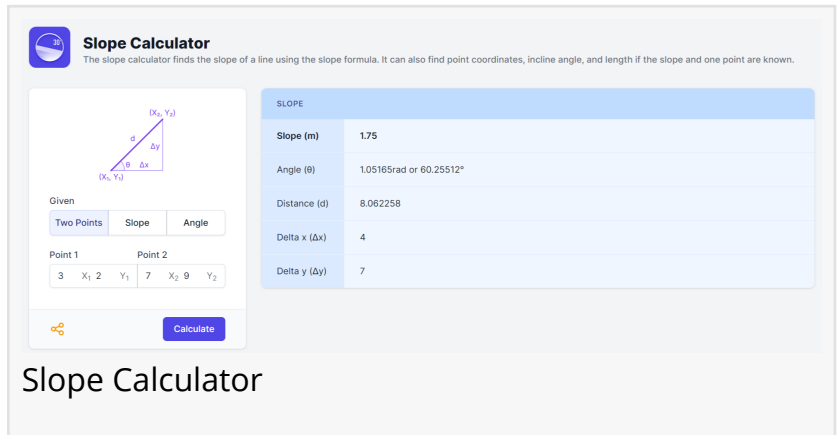 30°
Slope Calculator
The slope calculator finds the slope of a line using the slope formula. It can also find point coordinates, incline angle, and length if the slope and one point are known.
(X₂, Y₂)
d
Δy
θ Δx
(X₁, Y₁)
Given
Two Points Slope Angle
Point 1 Point 2
3 X₁ 2 Y₁ 7 X₂ 9 Y₂
Calculate
SLOPE
Slope (m) 1.75
Angle (θ) 1.05165rad or 60.25512°
Distance (d) 8.062258
Delta x (Δx) 4
Delta y (Δy) 7
Slope Calculator